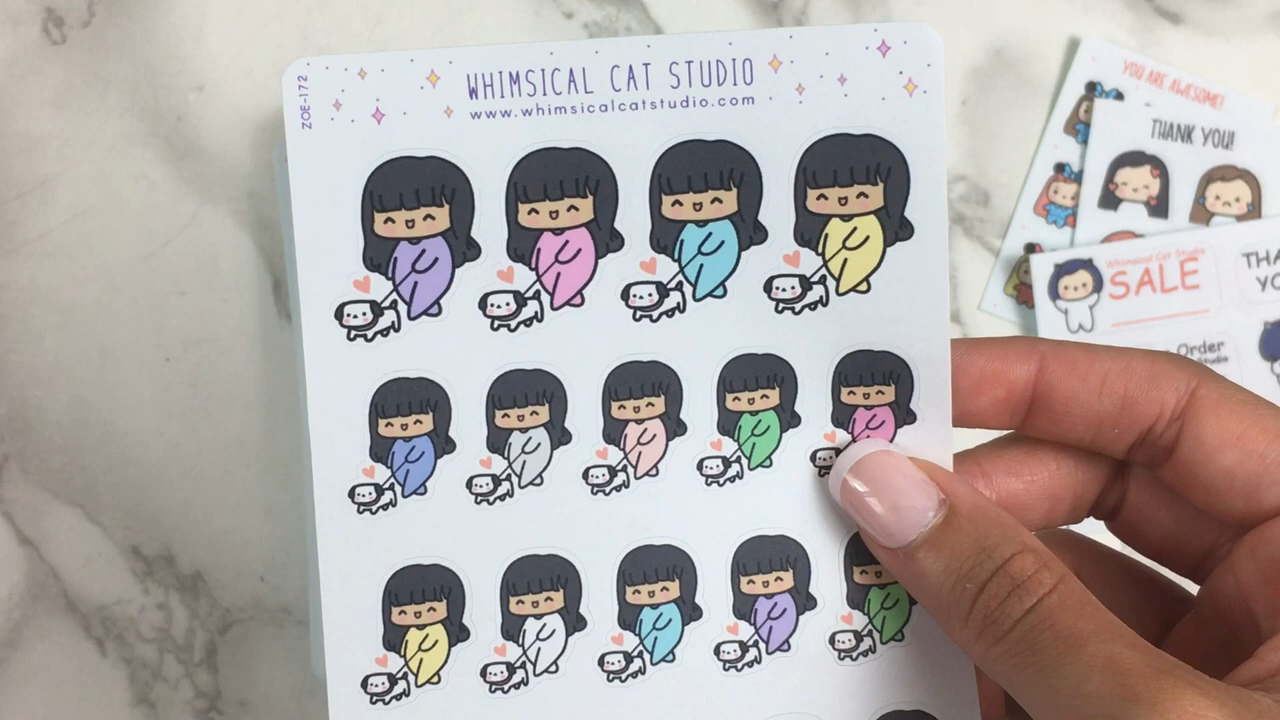 ZOE-172
WHIMSICAL CAT STUDIO
www.whimsicalcatstudio.com
YOU ARE AWESOME!
THANK YOU!
Whimsical Cat Studio
SALE
THA
YO
Order
Studio